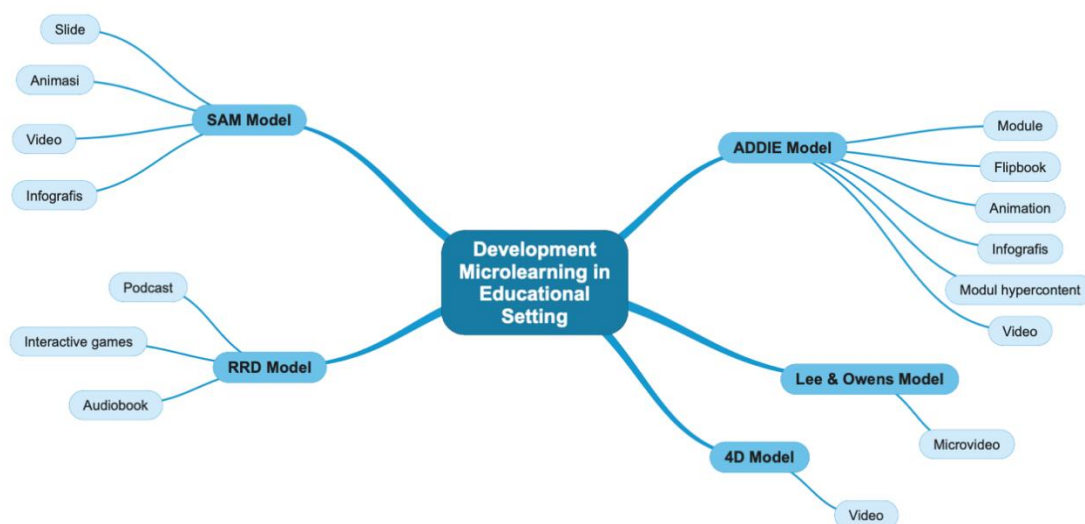 Slide
Animasi
SAM Model
Video
Infografis
Podcast
Interactive games
RRD Model
Audiobook
Development
Microlearning in
Educational
Setting
ADDIE Model
Module
Flipbook
Animation
Infografis
Modul hypercontent
Video
Lee & Owens Model
Microvideo
4D Model
Video